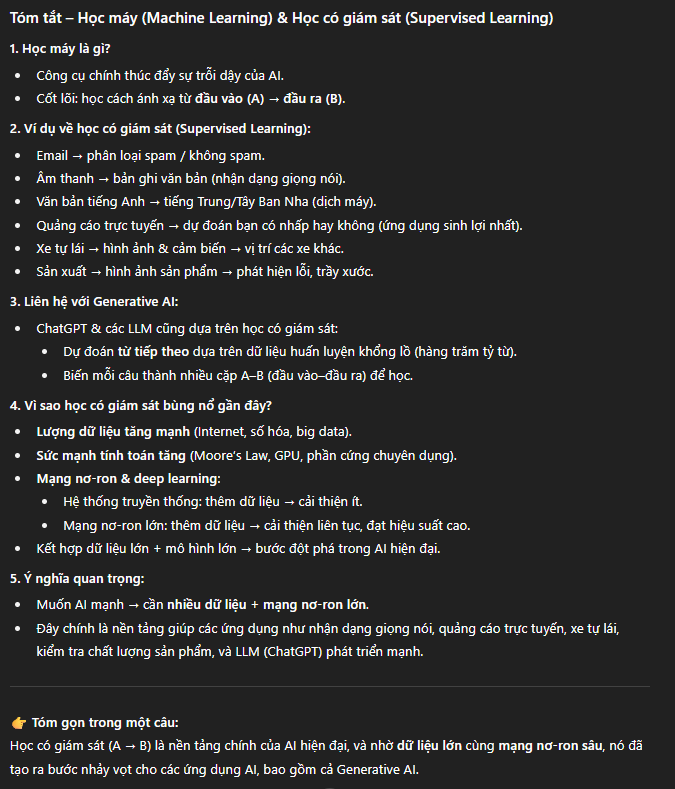 Tóm tắt – Học máy (Machine Learning) & Học có giám sát (Supervised Learning)
1. Học máy là gì?
• Công cụ chính thúc đẩy sự trỗi dậy của AI.
• Cốt lõi: học cách ánh xạ từ đầu vào (A) → đầu ra (B).
2. Ví dụ về học có giám sát (Supervised Learning):
• Email → phân loại spam / không spam.
• Âm thanh → bản ghi văn bản (nhận dạng giọng nói).
• Văn bản tiếng Anh → tiếng Trung/Tây Ban Nha (dịch máy).
• Quảng cáo trực tuyến → dự đoán bạn có nhấp hay không (ứng dụng sinh lợi nhất).
• Xe tự lái → hình ảnh & cảm biến → vị trí các xe khác.
• Sản xuất → hình ảnh sản phẩm → phát hiện lỗi, trầy xước.
3. Liên hệ với Generative AI:
• ChatGPT & các LLM cũng dựa trên học có giám sát:
• Dự đoán từ tiếp theo dựa trên dữ liệu huấn luyện khổng lồ (hàng trăm tỷ từ).
• Biến mỗi câu thành nhiều cặp A–B (đầu vào–đầu ra) để học.
4. Vì sao học có giám sát bùng nổ gần đây?
• Lượng dữ liệu tăng mạnh (Internet, số hóa, big data).
• Sức mạnh tính toán tăng (Moore's Law, GPU, phần cứng chuyên dụng).
• Mạng nơ-ron & deep learning:
• Hệ thống truyền thống: thêm dữ liệu → cải thiện ít.
• Mạng nơ-ron lớn: thêm dữ liệu → cải thiện liên tục, đạt hiệu suất cao.
• Kết hợp dữ liệu lớn + mô hình lớn → bước đột phá trong AI hiện đại.
5. Ý nghĩa quan trọng:
• Muốn AI mạnh → cần nhiều dữ liệu + mạng nơ-ron lớn.
• Đây chính là nền tảng giúp các ứng dụng như nhận dạng giọng nói, quảng cáo trực tuyến, xe tự lái,
kiểm tra chất lượng sản phẩm, và LLM (ChatGPT) phát triển mạnh.
👉 Tóm gọn trong một câu:
Học có giám sát (A → B) là nền tảng chính của AI hiện đại, và nhờ dữ liệu lớn cùng mạng nơ-ron sâu, nó đã
tạo ra bước nhảy vọt cho các ứng dụng AI, bao gồm cả Generative AI.